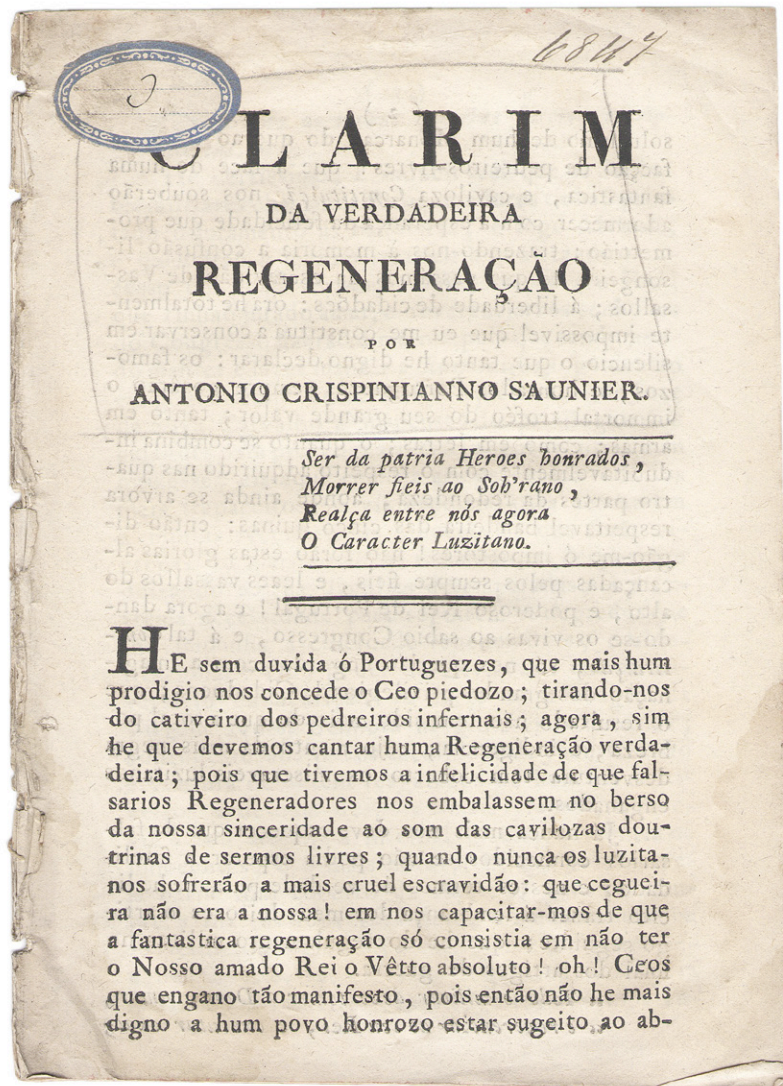 6847
CLARIM
DA VERDADEIRA
REGENERAÇÃO
POR
ANTONIO CRISPINIANNO SAUNIER.
Ser da patria Heroes honrados,
Morrer fieis ao Sob'rano,
Realça entre nós agora
O Caracter Luzitano.
HE sem duvida ó Portuguezes, que mais hum
prodigio nos concede o Ceo piedozo; tirando-nos
do cativeiro dos pedreiros infernais; agora, sim
he que devemos cantar huma Regeneração verda-
deira; pois que tivemos a infelicidade de que fal-
sarios Regeneradores nos embalassem no berso
da nossa sinceridade ao som das cavilozas dou-
trinas de sermos livres; quando nunca os luzita-
nos sofrerão a mais cruel escravidão: que ceguei-
ra não era a nossa! em nos capacitar-mos de que
a fantastica regeneração só consistia em não ter
o Nosso amado Rei o Vêtto absoluto! oh! Ceos
que engano tão manifesto, pois então não he mais
digno a hum povo honrozo estar sugeito ao ab-